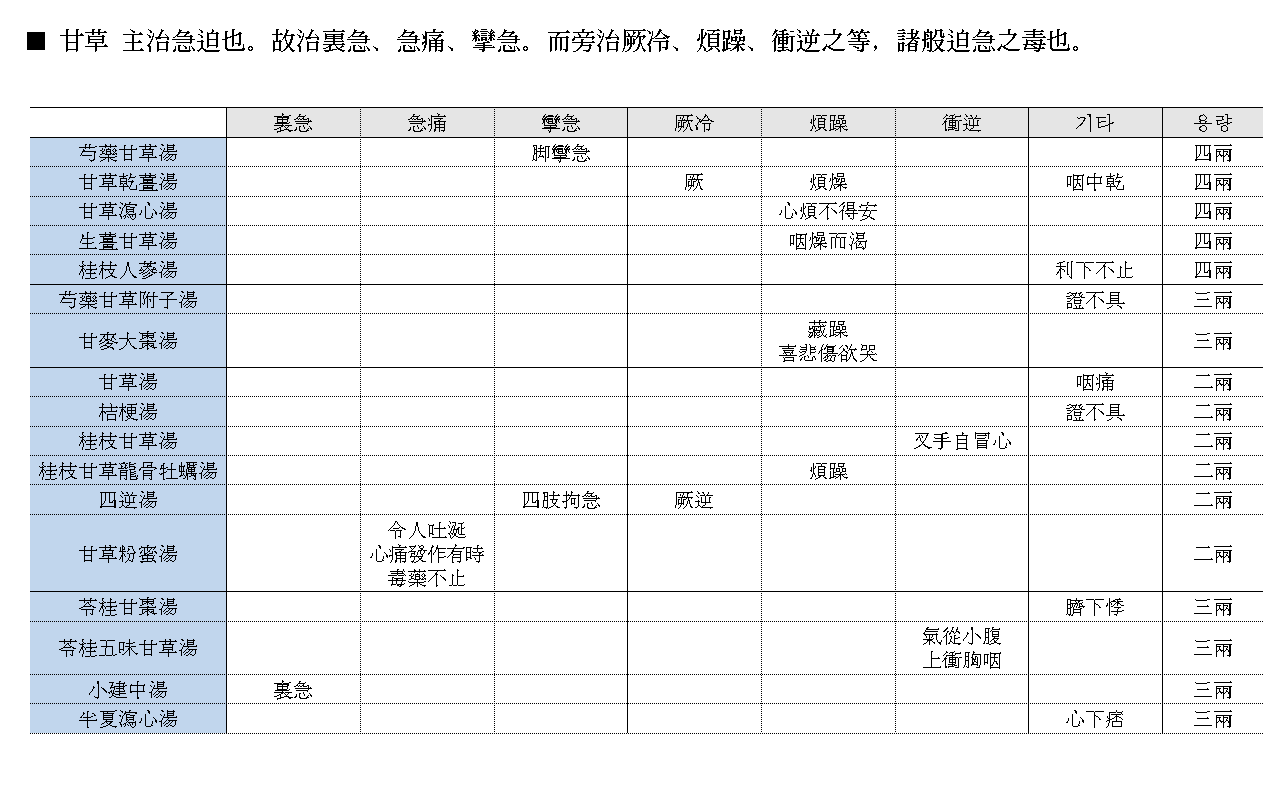 ■ 甘草 主治急迫也。故治裏急、急痛、攣急。而旁治厥冷、煩躁、衝逆之等，諸般迫急之毒也。
裏急 急痛 攣急 厥冷 煩躁 衝逆 기타 용량
芍藥甘草湯 脚攣急 四兩
甘草乾薑湯 厥 煩燥 咽中乾 四兩
甘草瀉心湯 心煩不得安 四兩
生薑甘草湯 咽燥而渴 四兩
桂枝人蔘湯 利下不止 四兩
芍藥甘草附子湯 證不具 三兩
甘麥大棗湯 藏躁 三兩
喜悲傷欲哭
甘草湯 咽痛 二兩
桔梗湯 證不具 二兩
桂枝甘草湯 叉手自冒心 二兩
桂枝甘草龍骨牡蠣湯 煩躁 二兩
四逆湯 四肢拘急 厥逆 二兩
甘草粉蜜湯 令人吐涎 二兩
心痛發作有時
毒藥不止
苓桂甘棗湯 臍下悸 三兩
苓桂五味甘草湯 氣從小腹 三兩
上衝胸咽
小建中湯 裏急 三兩
半夏瀉心湯 心下痞 三兩